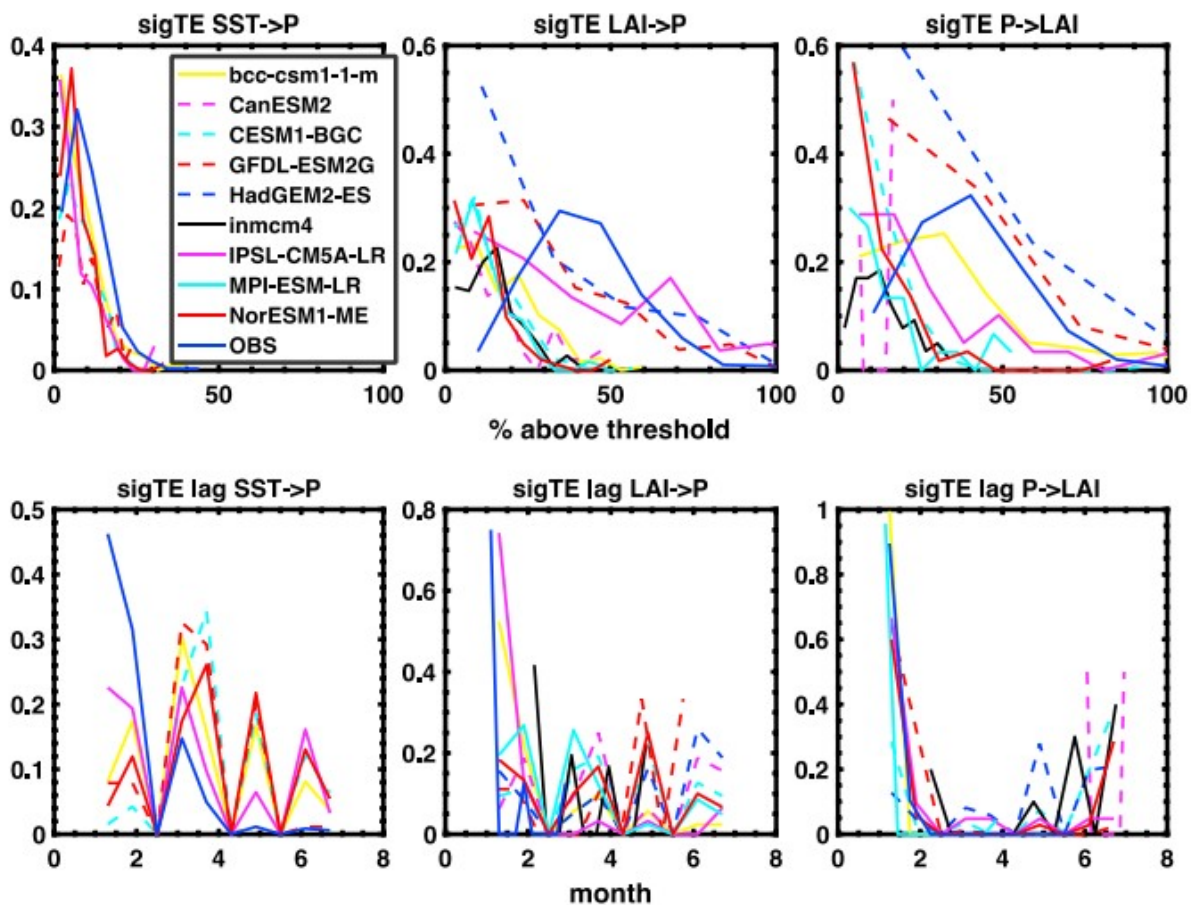 sigTE SST->P
sigTE LAI->P
sigTE P->LAI
0.4
0.3
0.2
0.1
0
0 50 100
bcc-csm1-1-m
CanESM2
CESM1-BGC
GFDL-ESM2G
HadGEM2-ES
inmcm4
IPSL-CM5A-LR
MPI-ESM-LR
NorESM1-ME
OBS
0.6
0.4
0.2
0
0 50 100
0.6
0.4
0.2
0
0 50 100
% above threshold
sigTE lag SST->P
sigTE lag LAI->P
sigTE lag P->LAI
0.5
0.4
0.3
0.2
0.1
0
0 2 4 6 8
0.8
0.6
0.4
0.2
0
0 2 4 6 8
1
0.8
0.6
0.4
0.2
0
0 2 4 6 8
month